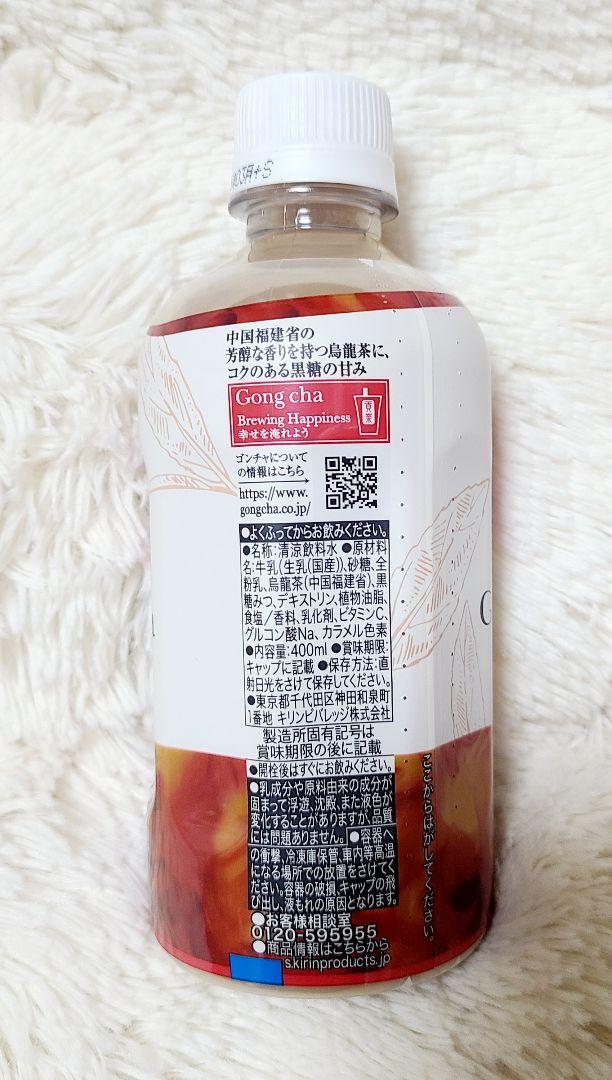 中国福建省の
芳醇な香りを持つ烏龍茶に、
コクのある黒糖の甘み
Gong cha
Brewing Happiness
幸せを淹れよう
貢茶
ゴンチャについて
の情報はこちら
https://www.
gongcha.co.jp/
●よくふってからお飲みください。
●名称:清涼飲料水 ●原材料
名:牛乳(生乳(国産))、砂糖、全
粉乳、烏龍茶(中国福建省)、黒
糖みつ、デキストリン、植物油脂、
食塩/香料、乳化剤、ビタミンC、
グルコン酸Na、カラメル色素
●内容量:400ml ●賞味期限:
キャップに記載 ●保存方法:直
射日光をさけて保存してください。
●東京都千代田区神田和泉町
1番地 キリンビバレッジ株式会社
製造所固有記号は
賞味期限の後に記載
●開栓後はすぐにお飲みください。
●乳成分や原料由来の成分が
固まって浮遊、沈殿、また液色が
変化することがありますが、品質
には問題ありません。●容器へ
の衝撃、冷凍庫保管、車内等高温
になる場所での放置をさけてく
ださい。容器の破損、キャップの飛
び出し、液もれの原因となります。
●お客様相談室
0120-595955
●商品情報はこちらから
s.kirinproducts.jp
ここからはがしてください。